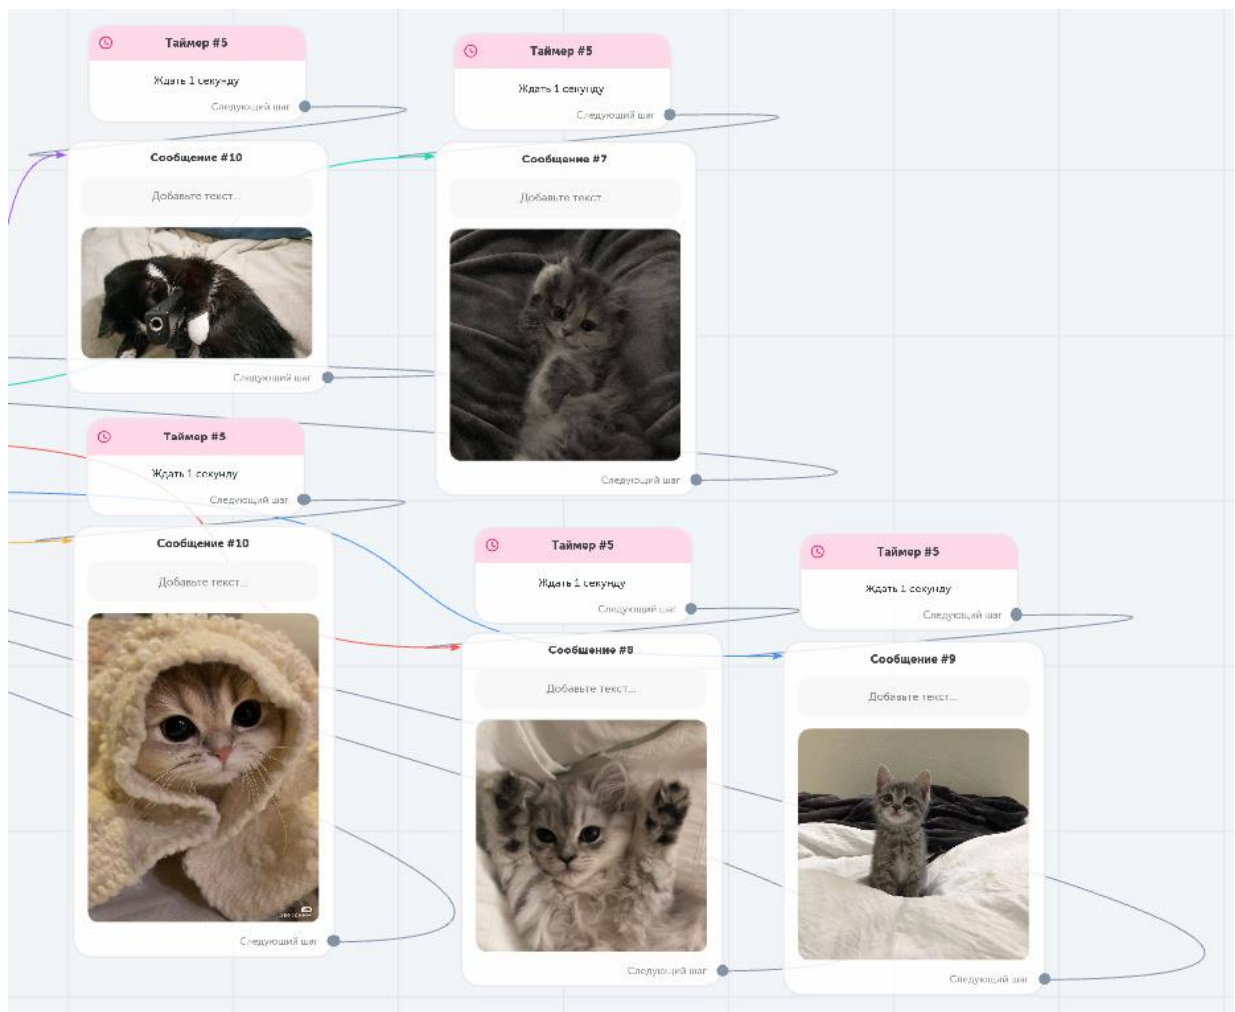 Таймер #5
Ждать 1 секунду
Следующий шаг
Таймер #5
Ждать 1 секунду
Следующий шаг
Сообщение #10
Добавьте текст...
Следующий шаг
Сообщение #7
Добавьте текст...
Следующий шаг
Таймер #5
Ждать 1 секунду
Следующий шаг
Сообщение #10
Добавьте текст...
Следующий шаг
Таймер #5
Ждать 1 секунду
Следующий шаг
Сообщение #8
Добавьте текст...
Следующий шаг
Таймер #5
Ждать 1 секунду
Следующий шаг
Сообщение #9
Добавьте текст...
Следующий шаг